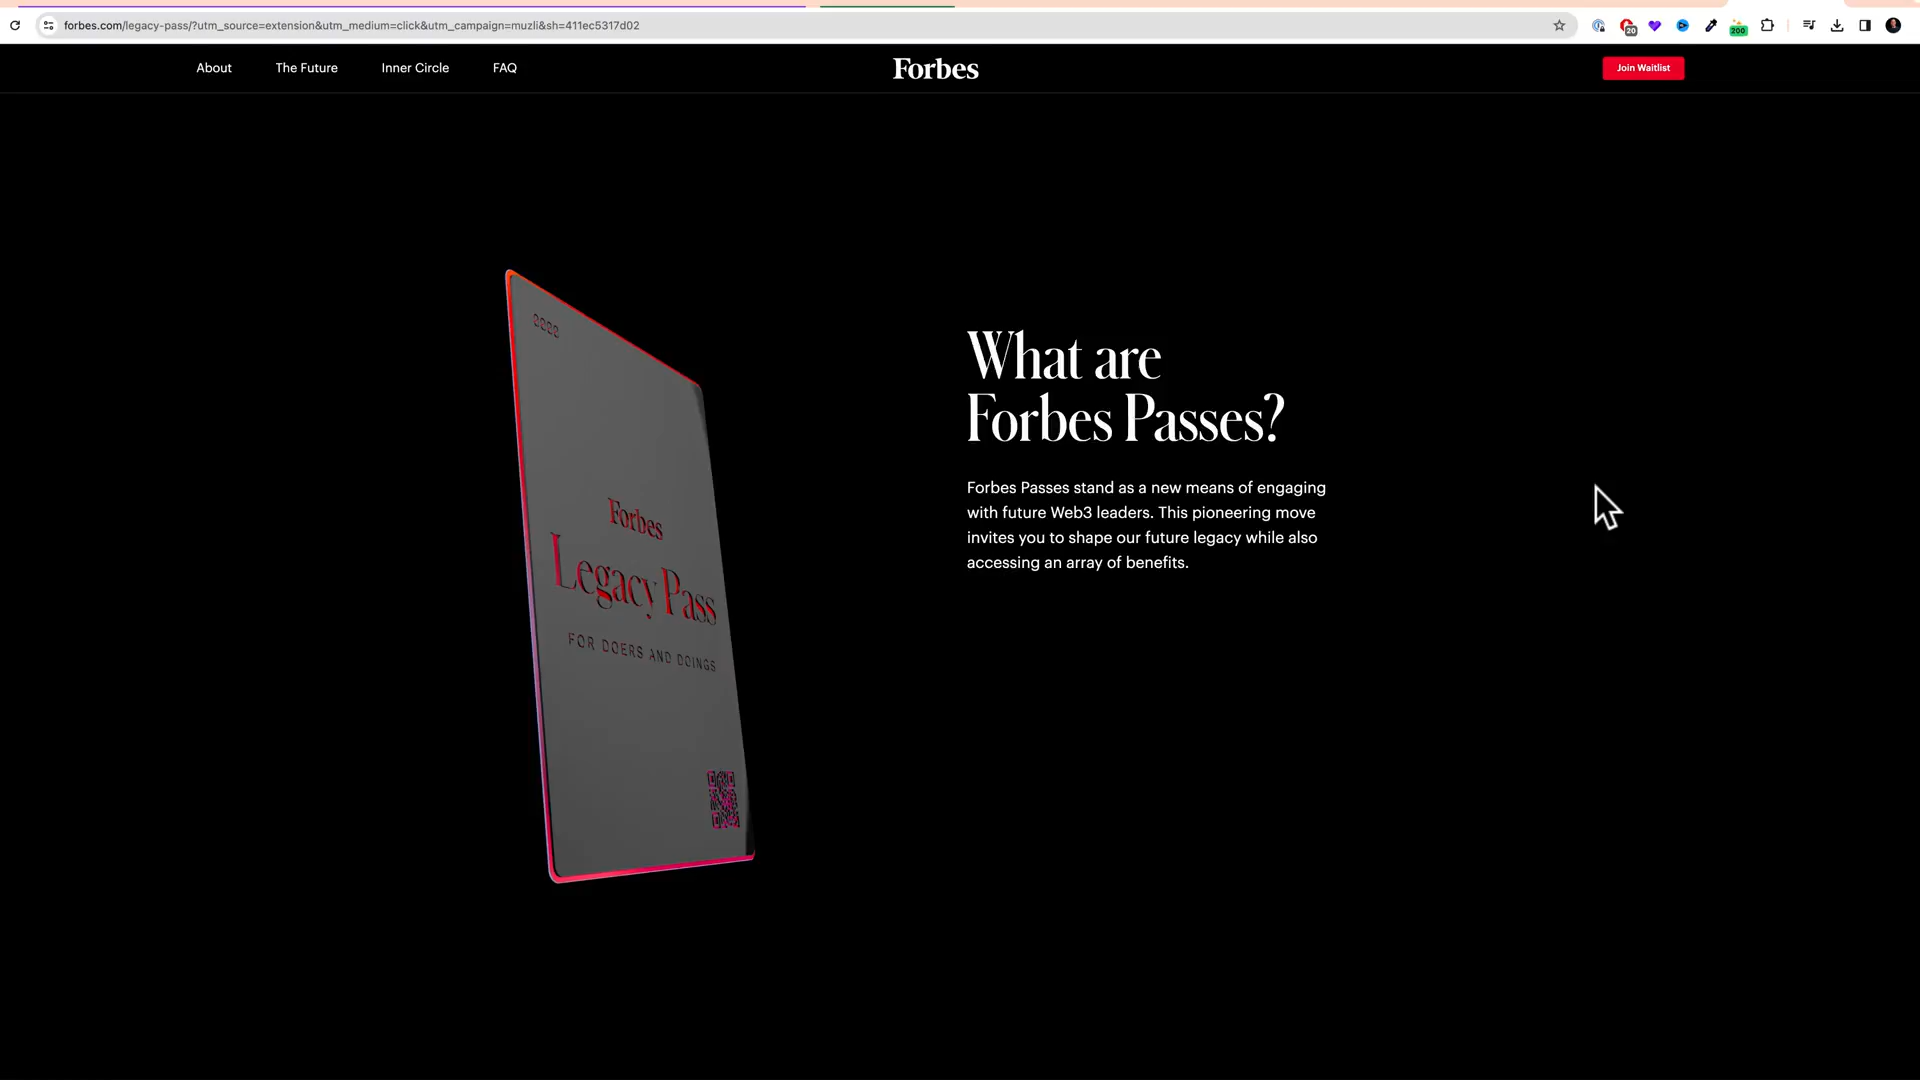 forbes.com/legacy-pass/?utm_source=extension&utm_medium=click&utm_campaign=muzli&sh=411ec5317d02
20
200
About
The Future
Inner Circle
FAQ
Forbes
Join Waitlist
Forbes
Legacy Pass
FOR DOERS AND DOINGS
What are
Forbes Passes?
Forbes Passes stand as a new means of engaging
with future Web3 leaders. This pioneering move
invites you to shape our future legacy while also
accessing an array of benefits.